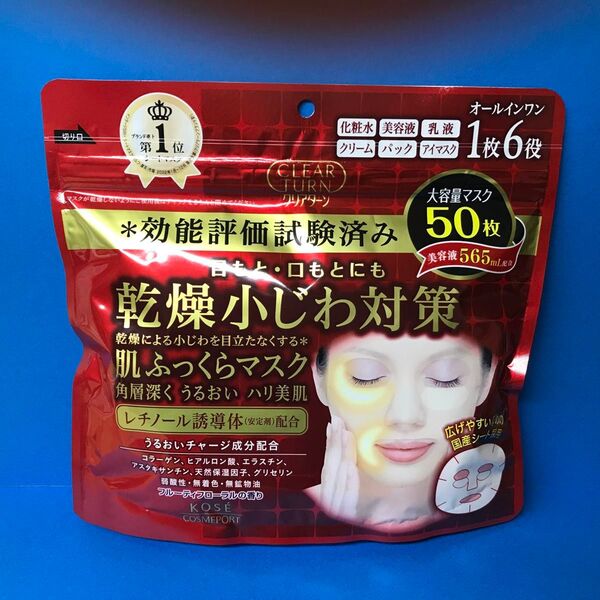 切り口
ブランド売上
第1位
オールインワン
化粧水 美容液 乳液
クリーム パック アイマスク
1枚6役
CLEAR
TURN
クリアターン
大容量マスク
50枚
美容液565mL配合
*効能評価試験済み
目もと・口もとにも
乾燥小じわ対策
乾燥による小じわを目立たなくする*
肌ふっくらマスク
角層深く うるおい ハリ美肌
レチノール誘導体(安定剤)配合
広げやすい
国産シート
うるおいチャージ成分配合
コラーゲン、ヒアルロン酸、エラスチン、
アスタキサンチン、天然保湿因子、グリセリン
弱酸性・無着色・無鉱物油
フルーティフローラルの香り
KOSÉ
COSMEPORT